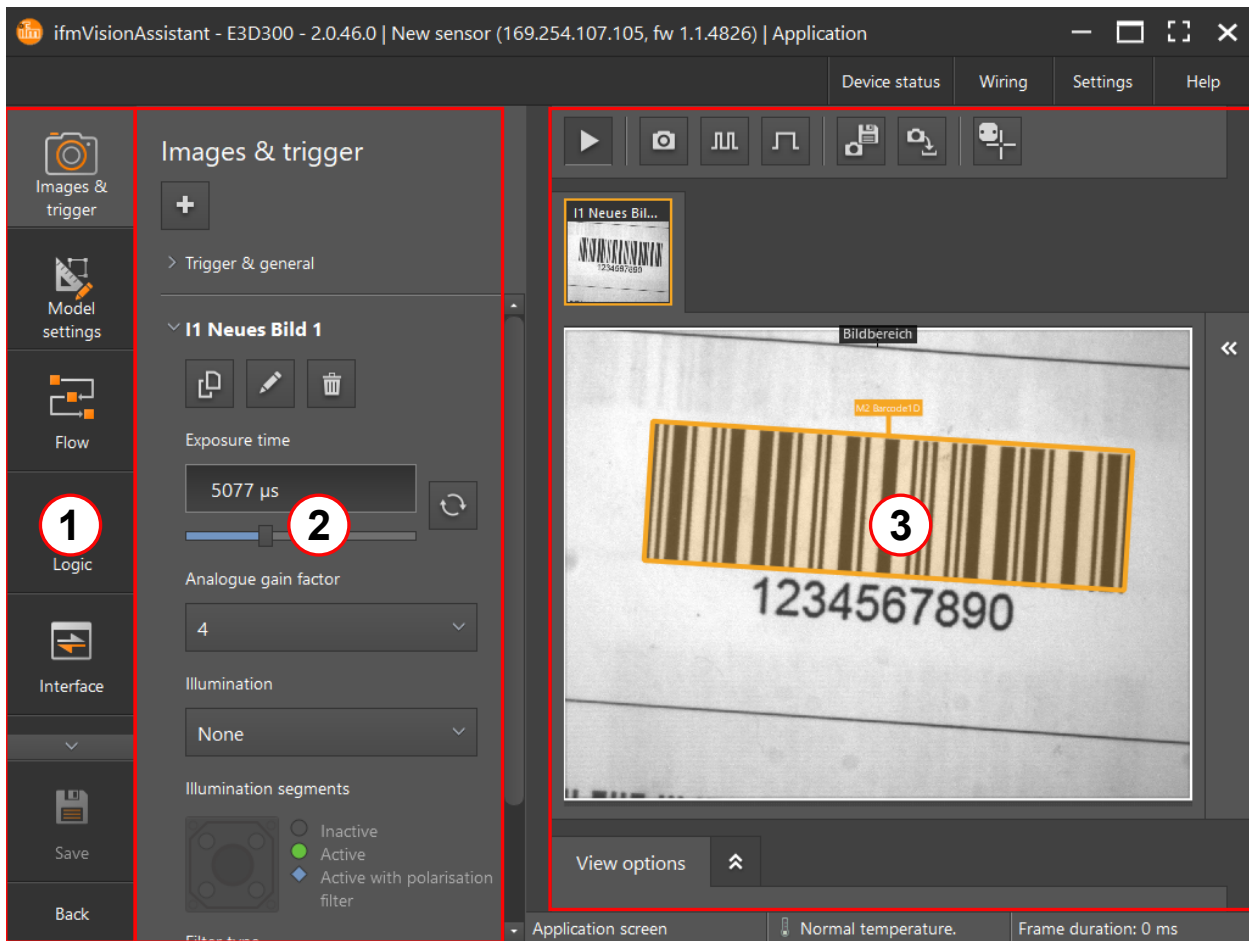 ifm ifmVisionAssistant - E3D300 - 2.0.46.0 | New sensor (169.254.107.105, fw 1.1.4826) | Application
Device status Wiring Settings Help
Images &
trigger
Model
settings
Flow
1
Logic
Interface
Save
Back
Images & trigger
Trigger & general
I1 Neues Bild 1
Exposure time
5077 µs
2
Analogue gain factor
4
Illumination
None
Illumination segments
Inactive
Active
Active with polarisation
filter
Filter type
I1 Neues Bil...
1234567890
Bildbereich
M2 Barcode1D
3
1234567890
View options
Application screen Normal temperature. Frame duration: 0 ms